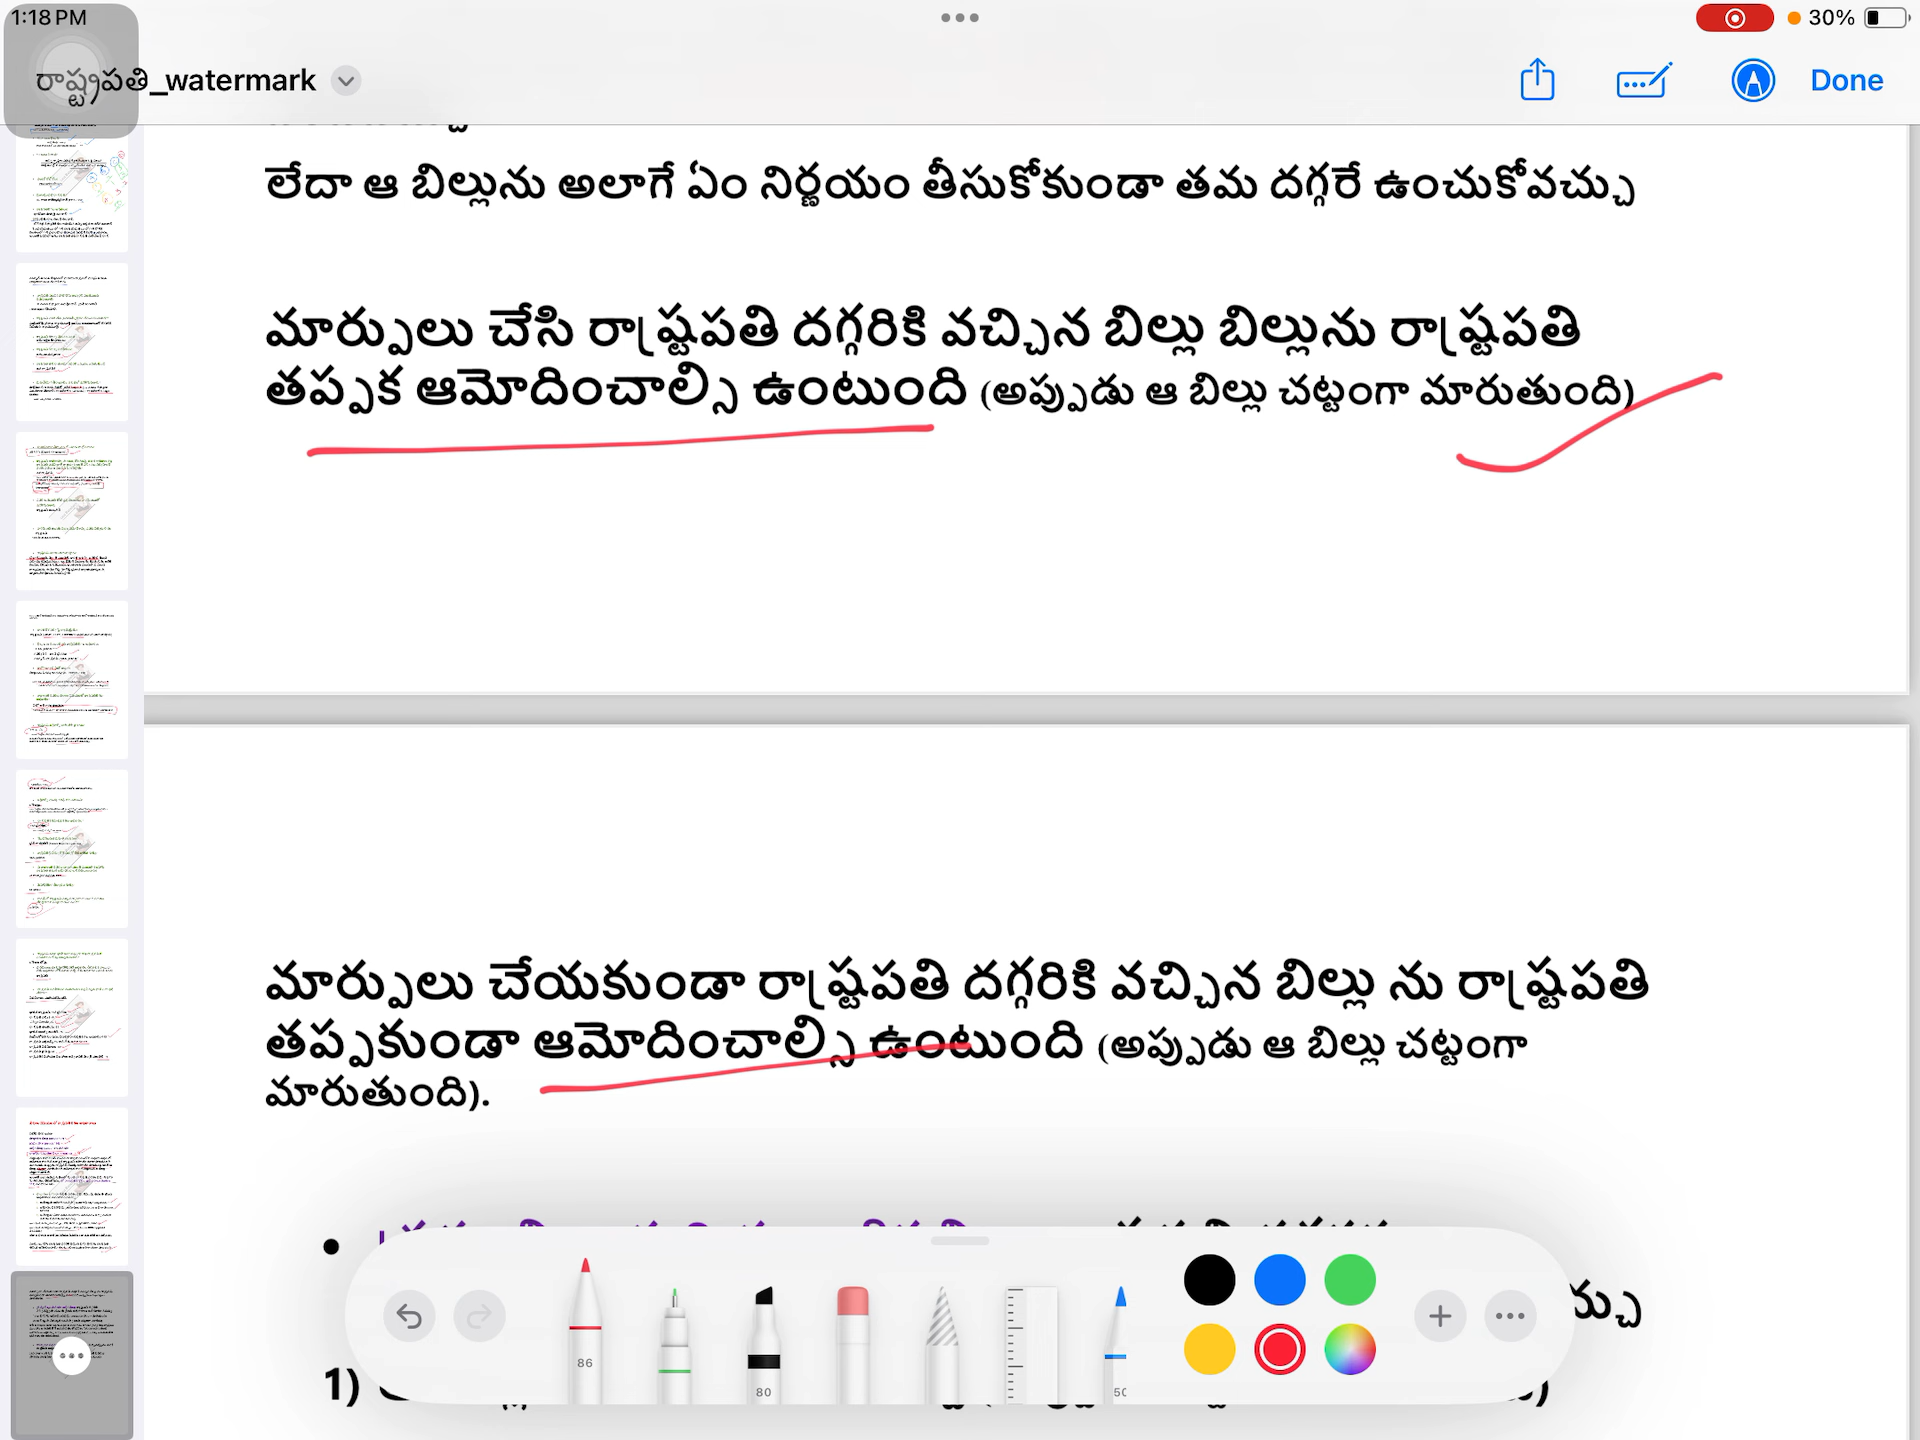 1:18 PM
30%
రాష్ట్రపతి_watermark
Done
లేదా ఆ బిల్లును అలాగే ఏం నిర్ణయం తీసుకోకుండా తమ దగ్గరే ఉంచుకోవచ్చు
మార్పులు చేసి రాష్ట్రపతి దగ్గరికి వచ్చిన బిల్లు బిల్లును రాష్ట్రపతి
తప్పక ఆమోదించాల్సి ఉంటుంది (అప్పుడు ఆ బిల్లు చట్టంగా మారుతుంది)
మార్పులు చేయకుండా రాష్ట్రపతి దగ్గరికి వచ్చిన బిల్లు ను రాష్ట్రపతి
తప్పకుండా ఆమోదించాల్సి ఉంటుంది (అప్పుడు ఆ బిల్లు చట్టంగా
మారుతుంది).
1)
86
80
50